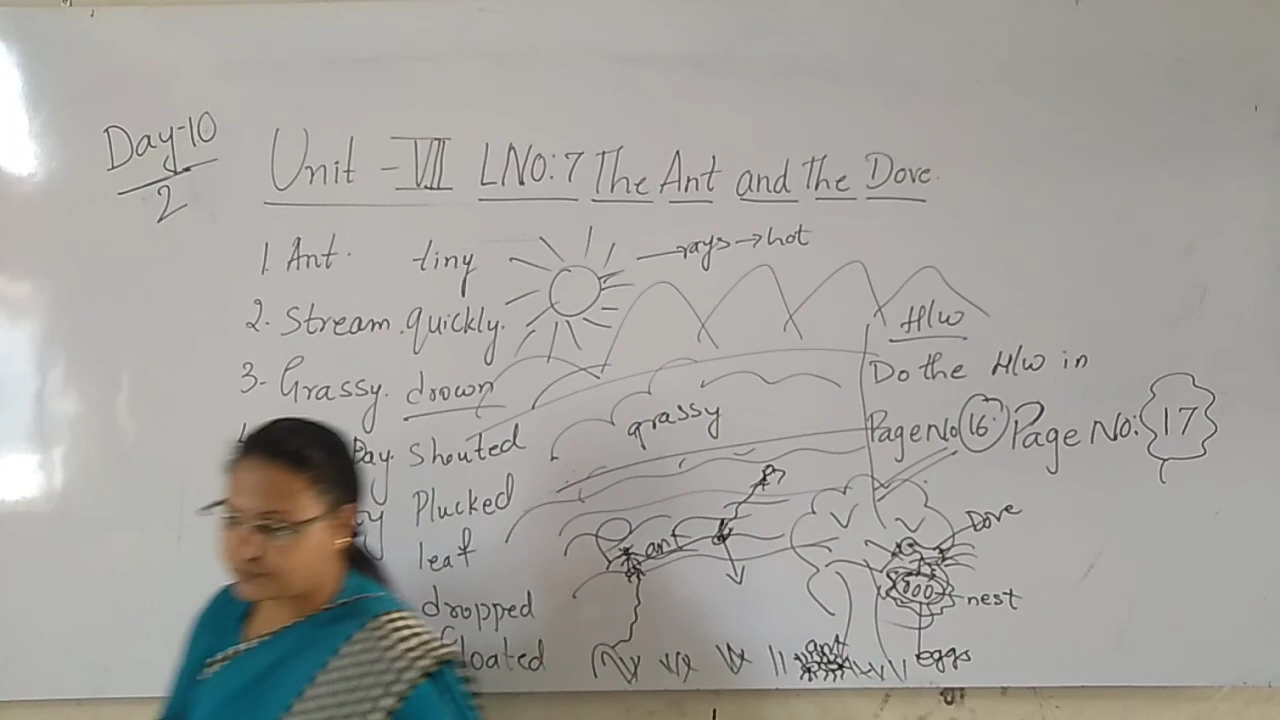 Day-10
2
Unit - VII LNO: 7 The Ant and the Dove.
1. Ant. tiny
rays → hot
2. Stream. quickly.
3. Grassy. drown
Day. Shouted
Plucked
leaf
dropped
floated
grassy
ant
H/w
Do the H/w in
Page No 16. Page No: 17
Dove
nest
eggs
ant